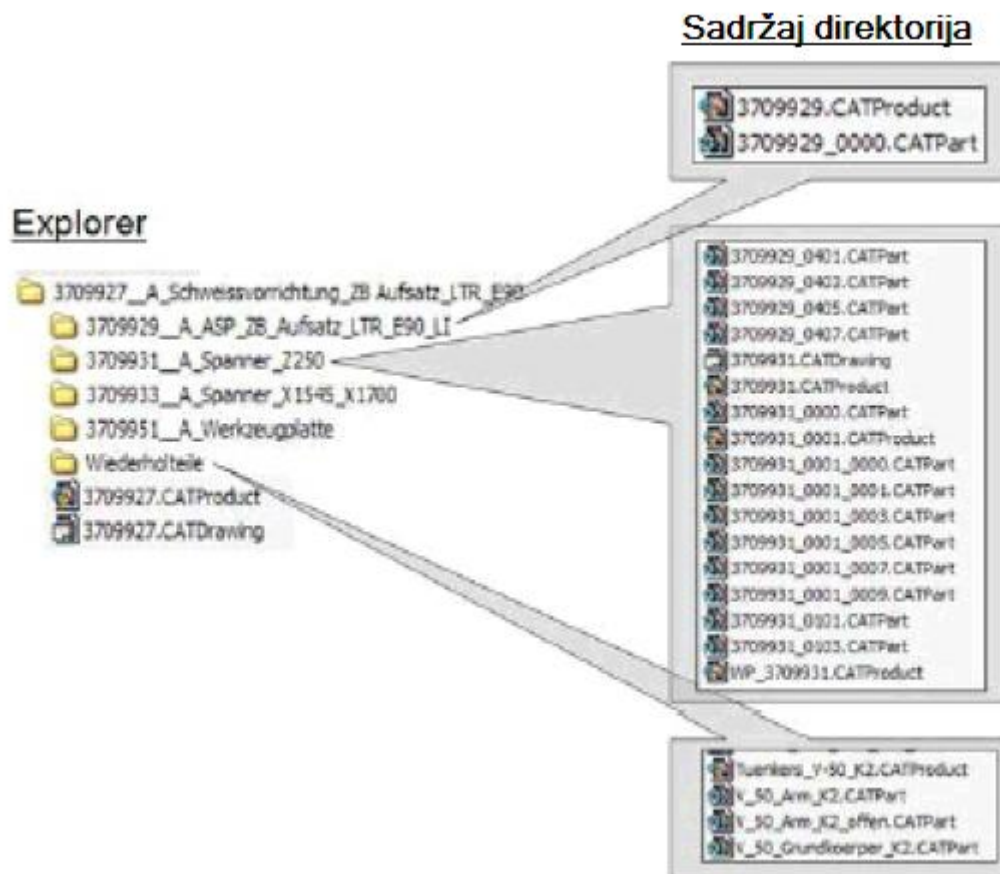 Sadržaj direktorija
3709929.CATProduct
3709929_0000.CATPart
Explorer
3709927__A_Schweissvorrichtung_ZB Aufsatz_LTR_E90
3709929__A_ASP_ZB_Aufsatz_LTR_E90_LI
3709931__A_Spanner_Z250
3709933__A_Spanner_X1545_X1700
3709951__A_Werkzeugplatte
Wiederholteile
3709927.CATProduct
3709927.CATDrawing
3709929_0401.CATPart
3709929_0403.CATPart
3709929_0405.CATPart
3709929_0407.CATPart
3709931.CATDrawing
3709931.CATProduct
3709931_0000.CATPart
3709931_0001.CATProduct
3709931_0001_0000.CATPart
3709931_0001_0001.CATPart
3709931_0001_0003.CATPart
3709931_0001_0005.CATPart
3709931_0001_0007.CATPart
3709931_0001_0009.CATPart
3709931_0101.CATPart
3709931_0103.CATPart
WP_3709931.CATProduct
Tuenkers_V-50_K2.CATProduct
V_50_Arm_K2.CATPart
V_50_Arm_K2_offen.CATPart
V_50_Grundkoerper_K2.CATPart